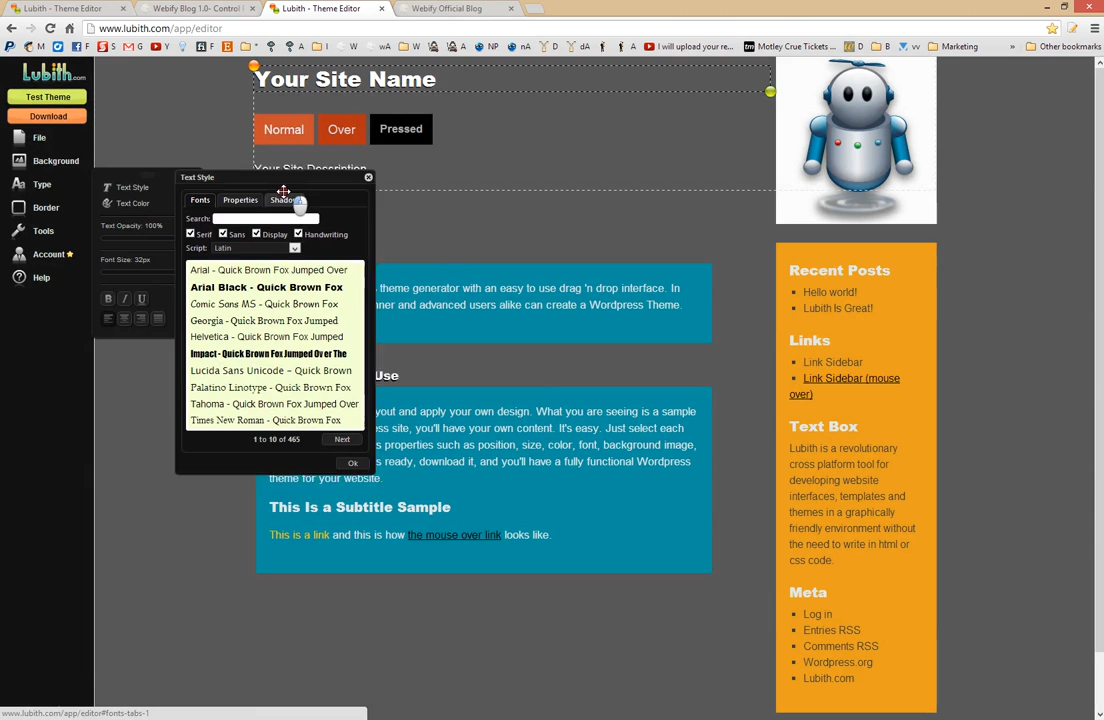 Lubith - Theme Editor
Webify Blog 1.0- Control
Lubith - Theme Editor
Webify Official Blog
www.lubith.com/app/editor
M
F
S
G
Y
F
E
A
I
W
W
W
A
A
NP
nA
D
dA
I
A
I will upload your re...
Motley Crue Tickets...
D
B
vv
Marketing
»
Other bookmarks
Lubith.com
Test Theme
Download
File
Background
Type
Border
Tools
Account
Help
T Text Style
Text Color
Text Opacity: 100%
Font Size: 32px
B I U
Your Site Name
Normal
Over
Pressed
Your Site Description
Text Style
Fonts
Properties
Shadow
Search:
Serif
Sans
Display
Handwriting
Script:
Latin
Arial - Quick Brown Fox Jumped Over
Arial Black - Quick Brown Fox
Comic Sans MS - Quick Brown Fox
Georgia - Quick Brown Fox Jumped
Helvetica - Quick Brown Fox Jumped
Impact - Quick Brown Fox Jumped Over The
Lucida Sans Unicode - Quick Brown
Palatino Linotype - Quick Brown Fox
Tahoma - Quick Brown Fox Jumped Over
Times New Roman - Quick Brown Fox
1 to 10 of 465
Next
Ok
theme generator with an easy to use drag 'n drop interface. In
nner and advanced users alike can create a Wordpress Theme.
Use
yout and apply your own design. What you are seeing is a sample
ess site, you'll have your own content. It's easy. Just select each
s properties such as position, size, color, font, background image,
s ready, download it, and you'll have a fully functional Wordpress
theme for your website.
This Is a Subtitle Sample
This is a link and this is how the mouse over link looks like.
Recent Posts
Hello world!
Lubith Is Great!
Links
Link Sidebar
Link Sidebar (mouse
over)
Text Box
Lubith is a revolutionary
cross platform tool for
developing website
interfaces, templates and
themes in a graphically
friendly environment without
the need to write in html or
css code.
Meta
Log in
Entries RSS
Comments RSS
Wordpress.org
Lubith.com
www.lubith.com/app/editor#fonts-tabs-1